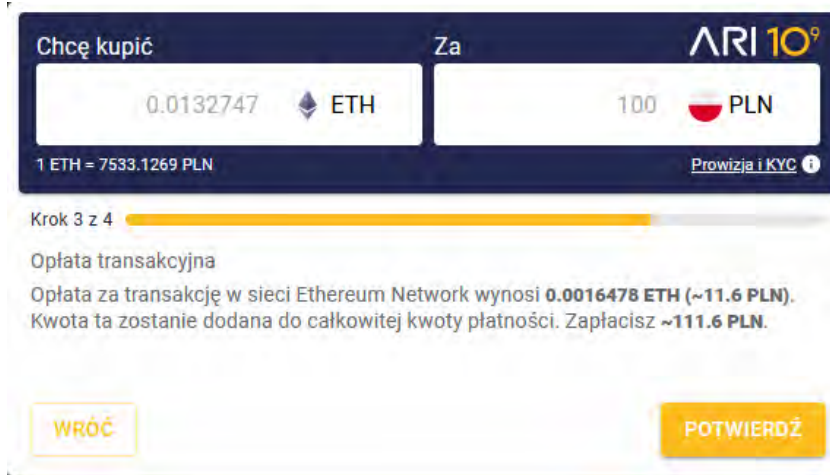 Chcę kupić
Za
ARI 10⁹
0.0132747 ETH
100 PLN
1 ETH = 7533.1269 PLN
Prowizja i KYC i
Krok 3 z 4
Opłata transakcyjna
Opłata za transakcję w sieci Ethereum Network wynosi 0.0016478 ETH (~11.6 PLN).
Kwota ta zostanie dodana do całkowitej kwoty płatności. Zapłacisz ~111.6 PLN.
WRÓĆ
POTWIERDŹ